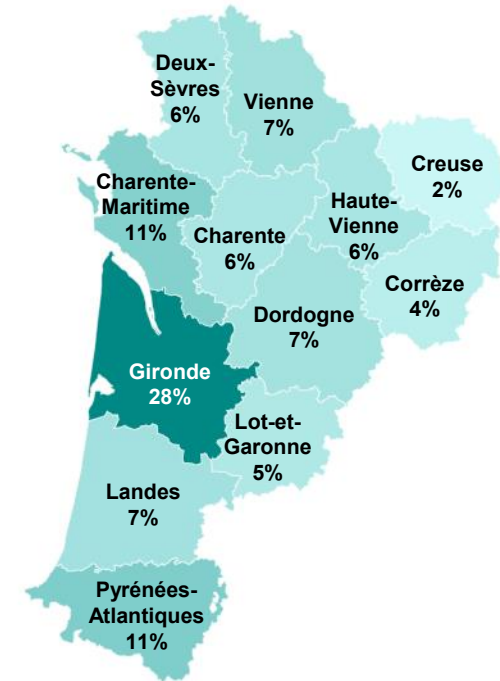 Deux-
Sèvres
6%
Vienne
7%
Creuse
2%
Charente-
Maritime
11%
Charente
6%
Haute-
Vienne
6%
Corrèze
4%
Dordogne
7%
Gironde
28%
Lot-et-
Garonne
5%
Landes
7%
Pyrénées-
Atlantiques
11%